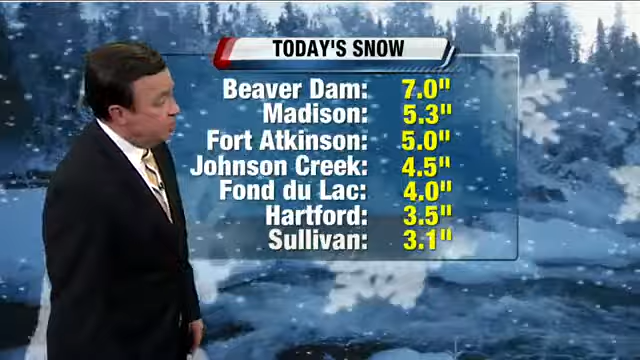 TODAY'S SNOW
Beaver Dam: 7.0"
Madison: 5.3"
Fort Atkinson: 5.0"
Johnson Creek: 4.5"
Fond du Lac: 4.0"
Hartford: 3.5"
Sullivan: 3.1"